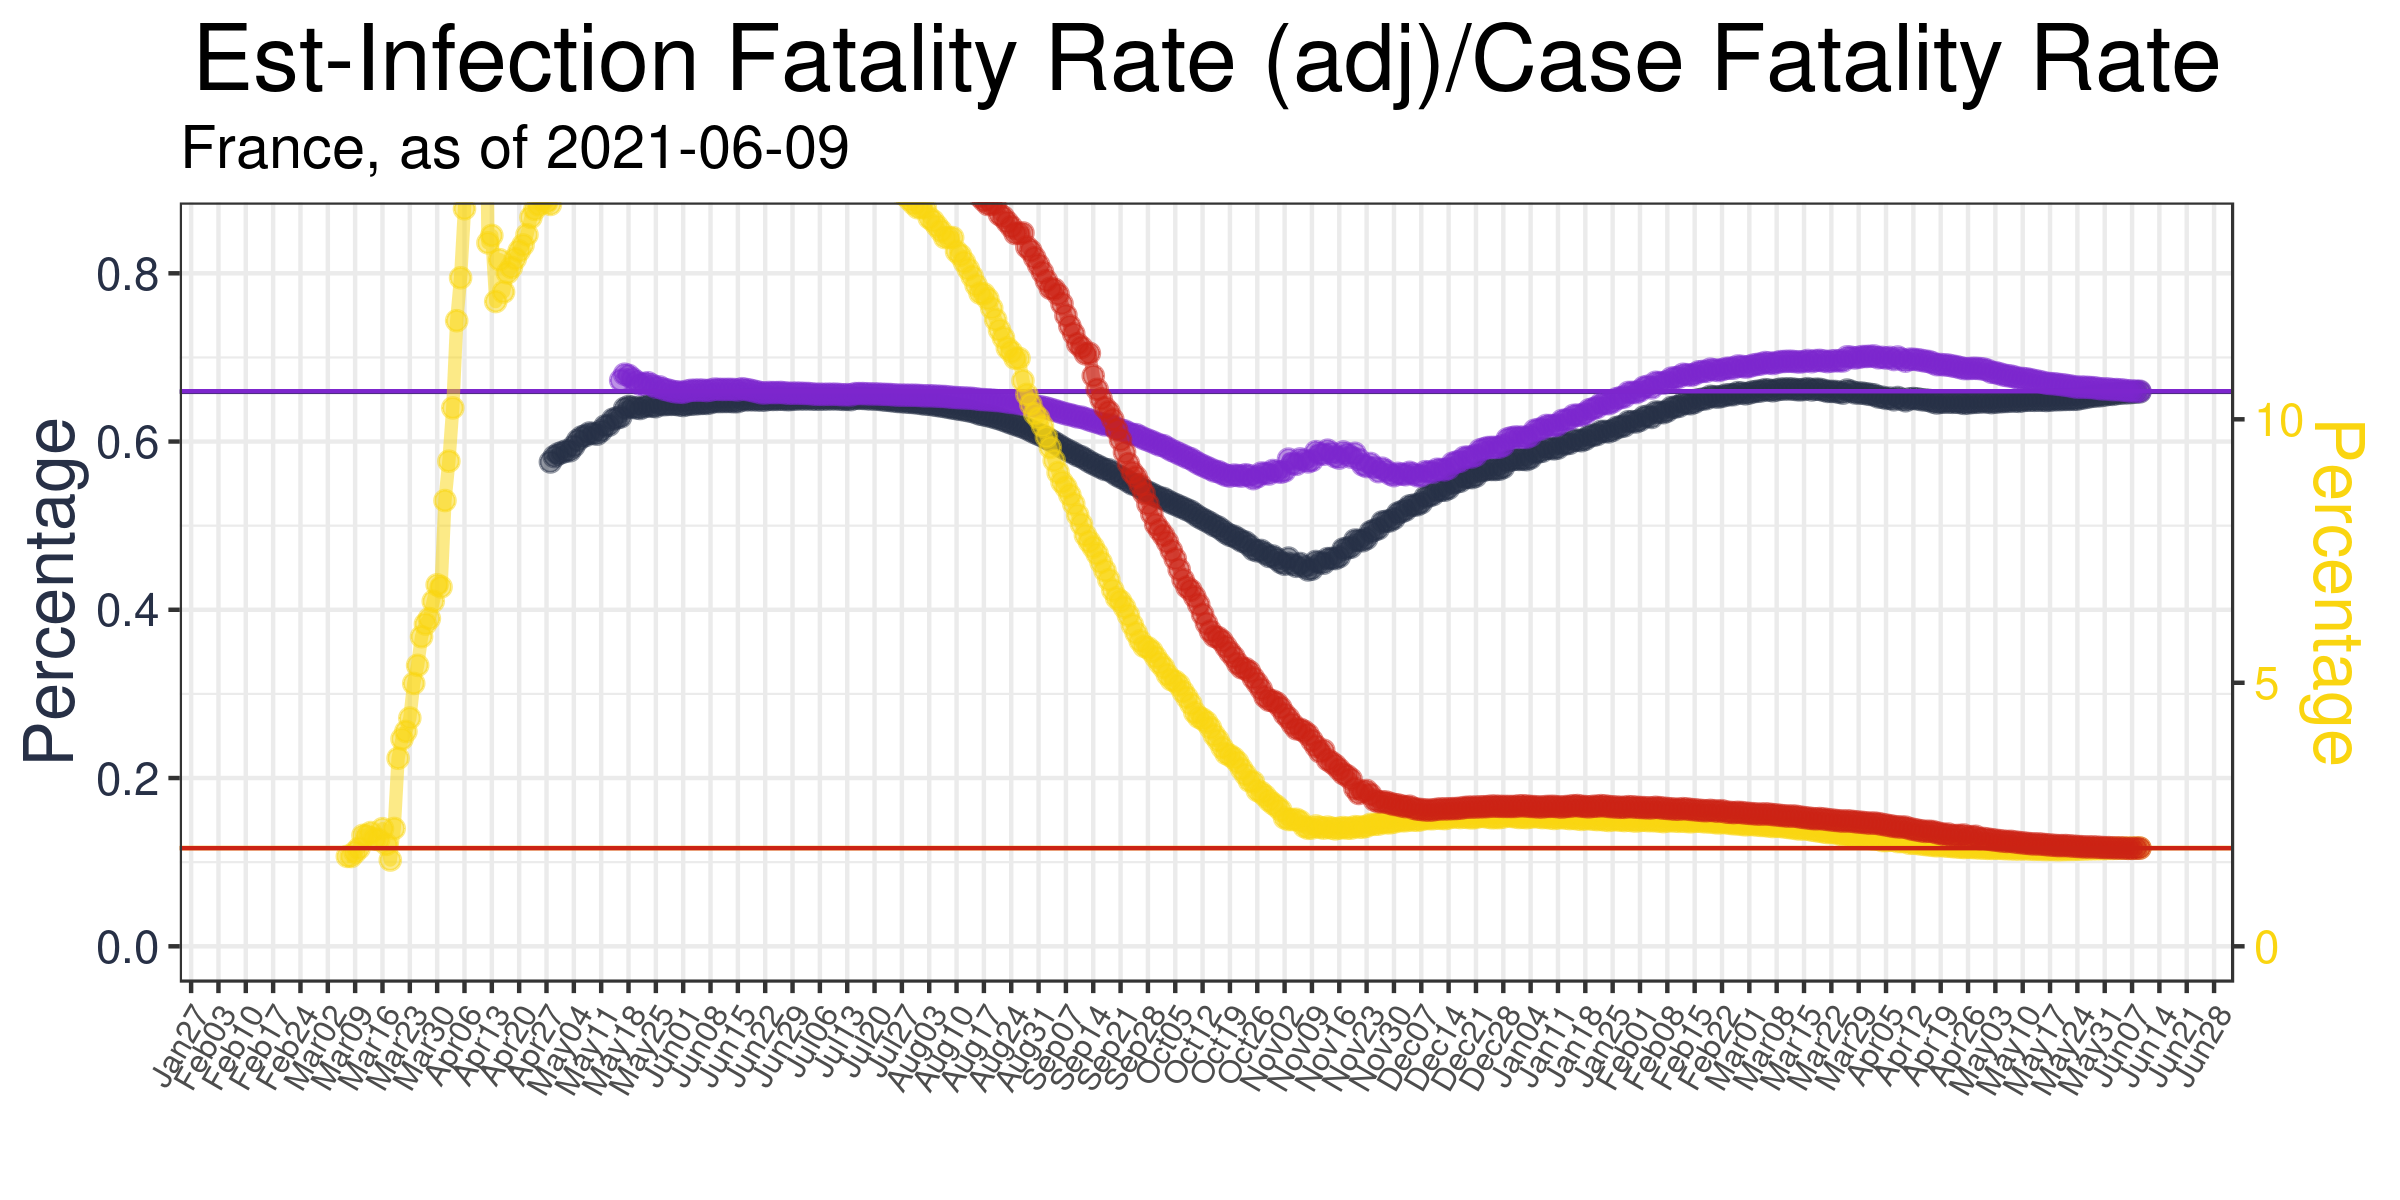 Est-Infection Fatality Rate (adj)/Case Fatality Rate
France, as of 2021-06-09
Percentage
0.8
0.6
0.4
0.2
0.0
10
5
0
Percentage
Jan27
Feb03
Feb10
Feb17
Feb24
Mar02
Mar09
Mar16
Mar23
Mar30
Apr06
Apr13
Apr20
Apr27
May04
May11
May18
May25
Jun01
Jun08
Jun15
Jun22
Jun29
Jul06
Jul13
Jul20
Jul27
Aug03
Aug10
Aug17
Aug24
Aug31
Sep07
Sep14
Sep21
Sep28
Oct05
Oct12
Oct19
Oct26
Nov02
Nov09
Nov16
Nov23
Nov30
Dec07
Dec14
Dec21
Dec28
Jan04
Jan11
Jan18
Jan25
Feb01
Feb08
Feb15
Feb22
Mar01
Mar08
Mar15
Mar22
Mar29
Apr05
Apr12
Apr19
Apr26
May03
May10
May17
May24
May31
Jun07
Jun14
Jun21
Jun28